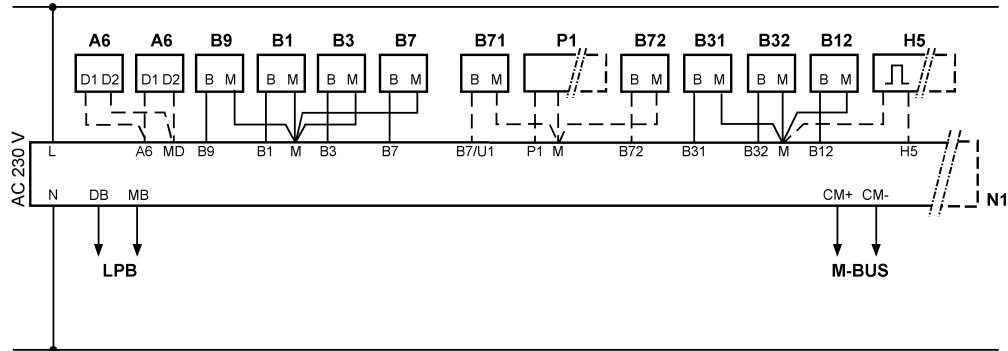 A6 A6 B9 B1 B3 B7 B71 P1 B72 B31 B32 B12 H5
D1 D2 D1 D2 B M B M B M B M B M B M B M B M B M
AC 230 V
L A6 MD B9 B1 M B3 B7 B7/U1 P1 M B72 B31 B32 M B12 H5
N DB MB CM+ CM- N1
LPB M-BUS